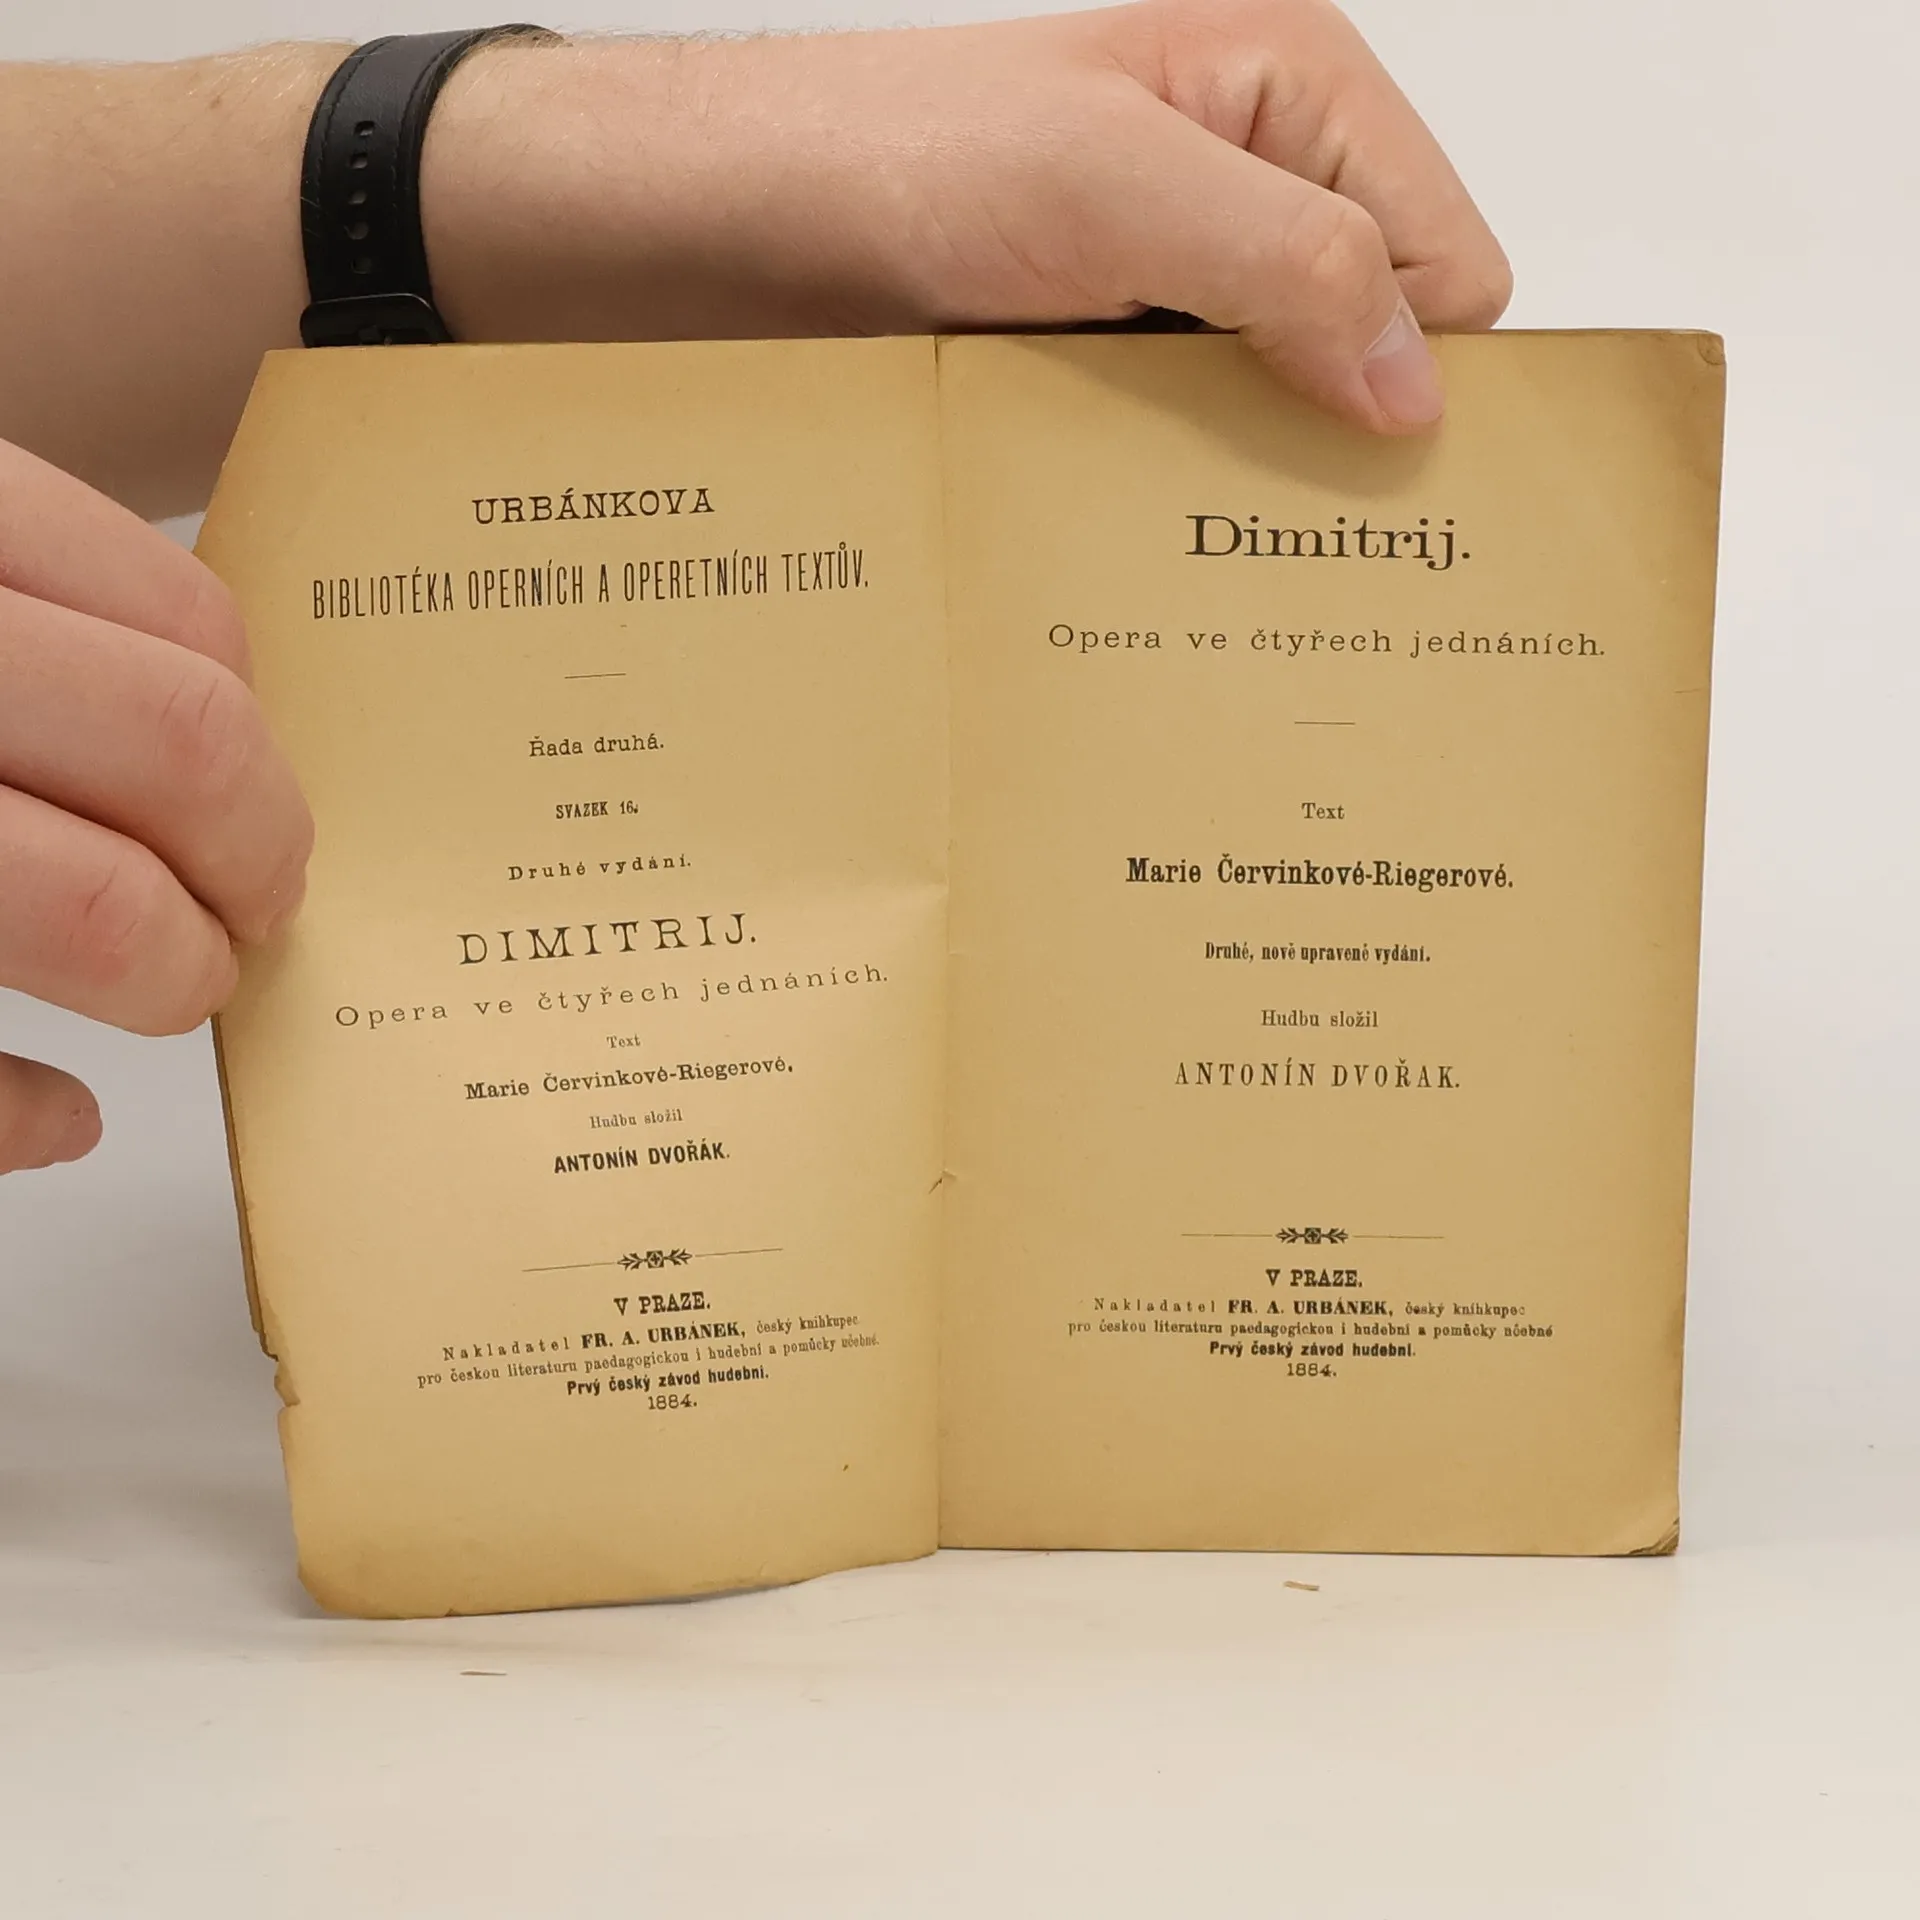 URBÁNKOVA
BIBLIOTÉKA OPERNÍCH A OPERETNÍCH TEXTŮV.
Řada druhá.
SVAZEK 16.
Druhé vydání.
DIMITRIJ.
Opera ve čtyřech jednáních.
Text
Marie Červinkové-Riegerové.
Hudbu složil
ANTONÍN DVOŘÁK.
V PRAZE.
Nakladatel FR. A. URBÁNEK, český knihkupec
pro českou literaturu paedagogickou i hudební a pomůcky učebné.
Prvý český závod hudební.
1884.
Dimitrij.
Opera ve čtyřech jednáních.
Text
Marie Červinkové-Riegerové.
Druhé, nově upravené vydání.
Hudbu složil
ANTONÍN DVOŘAK.
V PRAZE.
Nakladatel FR. A. URBÁNEK, český knihkupec
pro českou literaturu paedagogickou i hudební a pomůcky učebné
Prvý český závod hudební.
1884.